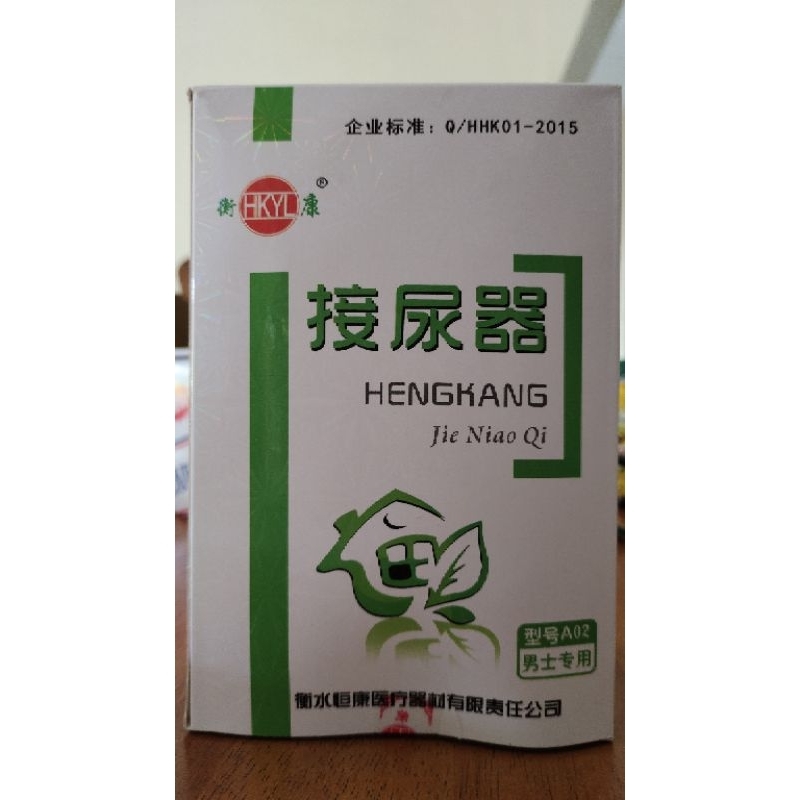 企业标准：Q/HHK01-2015
衡HKYL康®
接尿器
HENGKANG
Jie Niao Qi
型号A02
男士专用
衡水恒康医疗器材有限责任公司
康